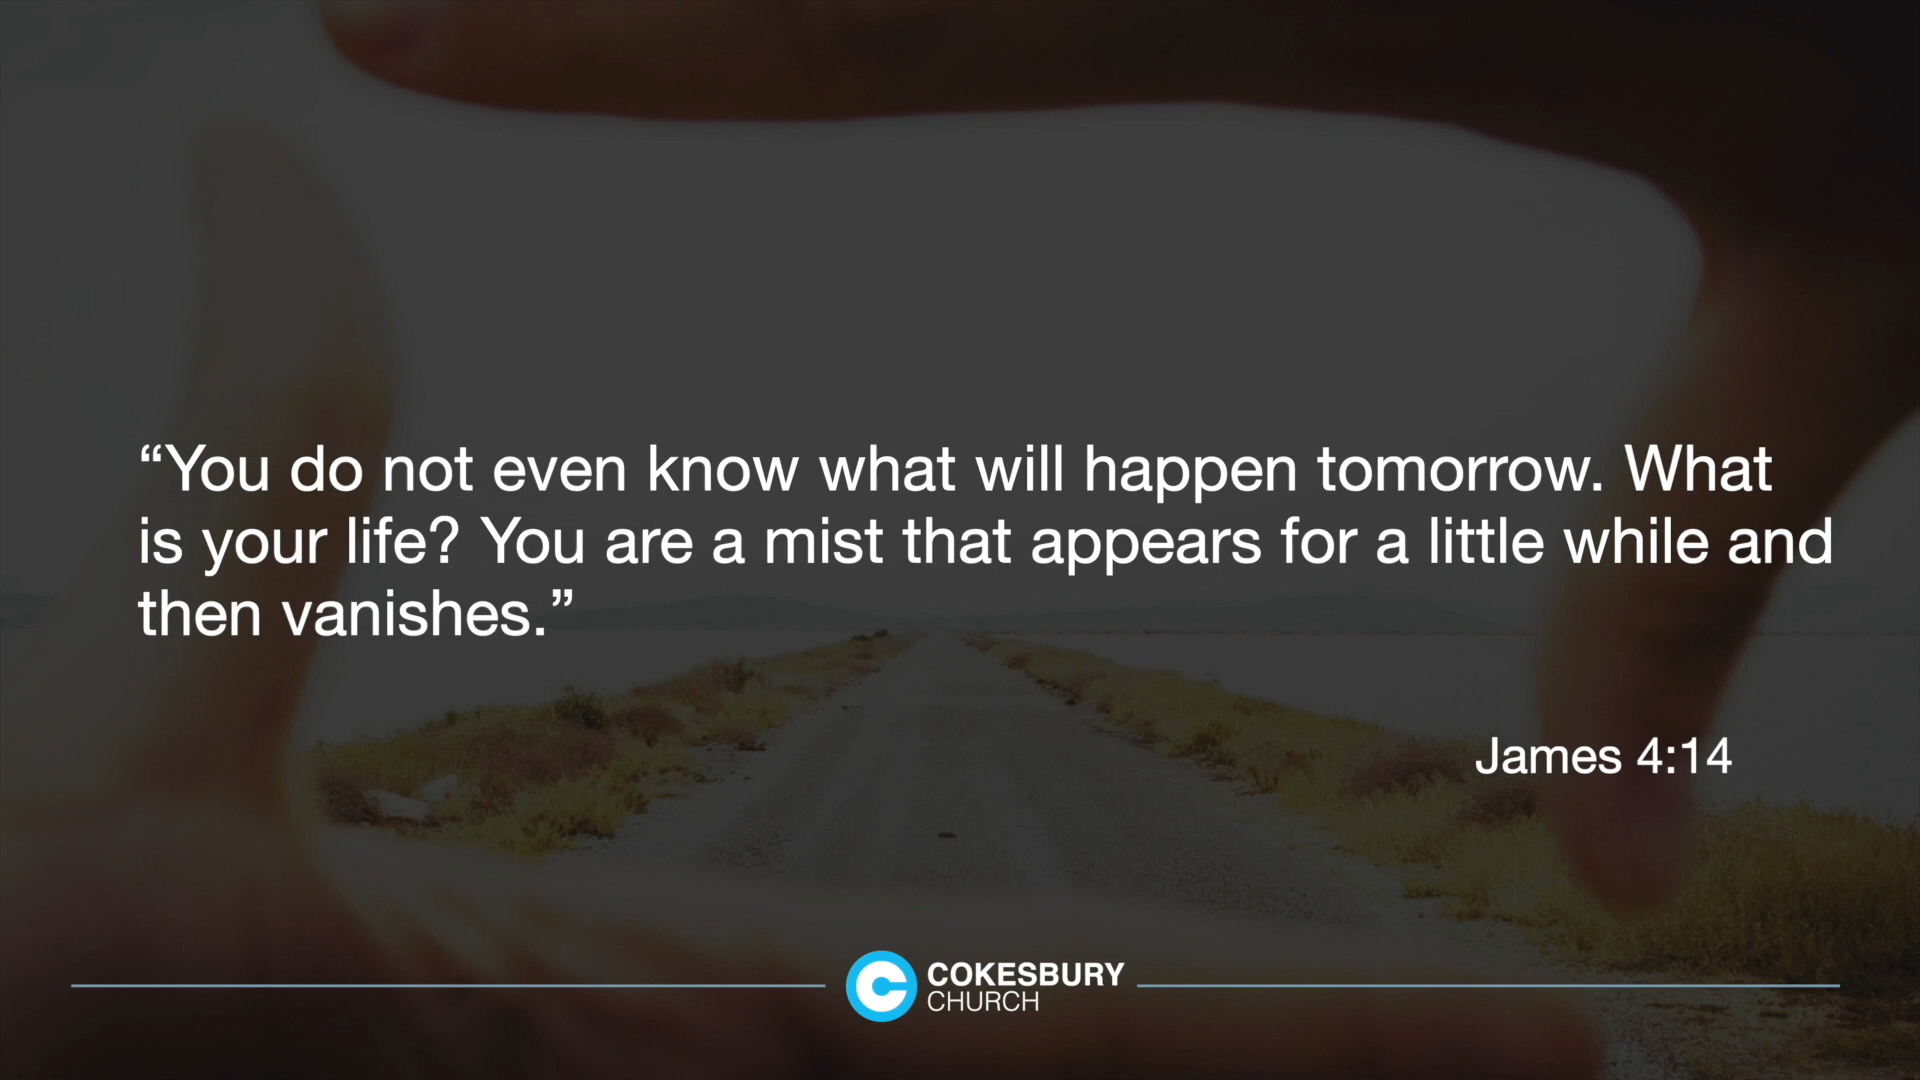 “You do not even know what will happen tomorrow. What
is your life? You are a mist that appears for a little while and
then vanishes.”
James 4:14
COKESBURY
CHURCH